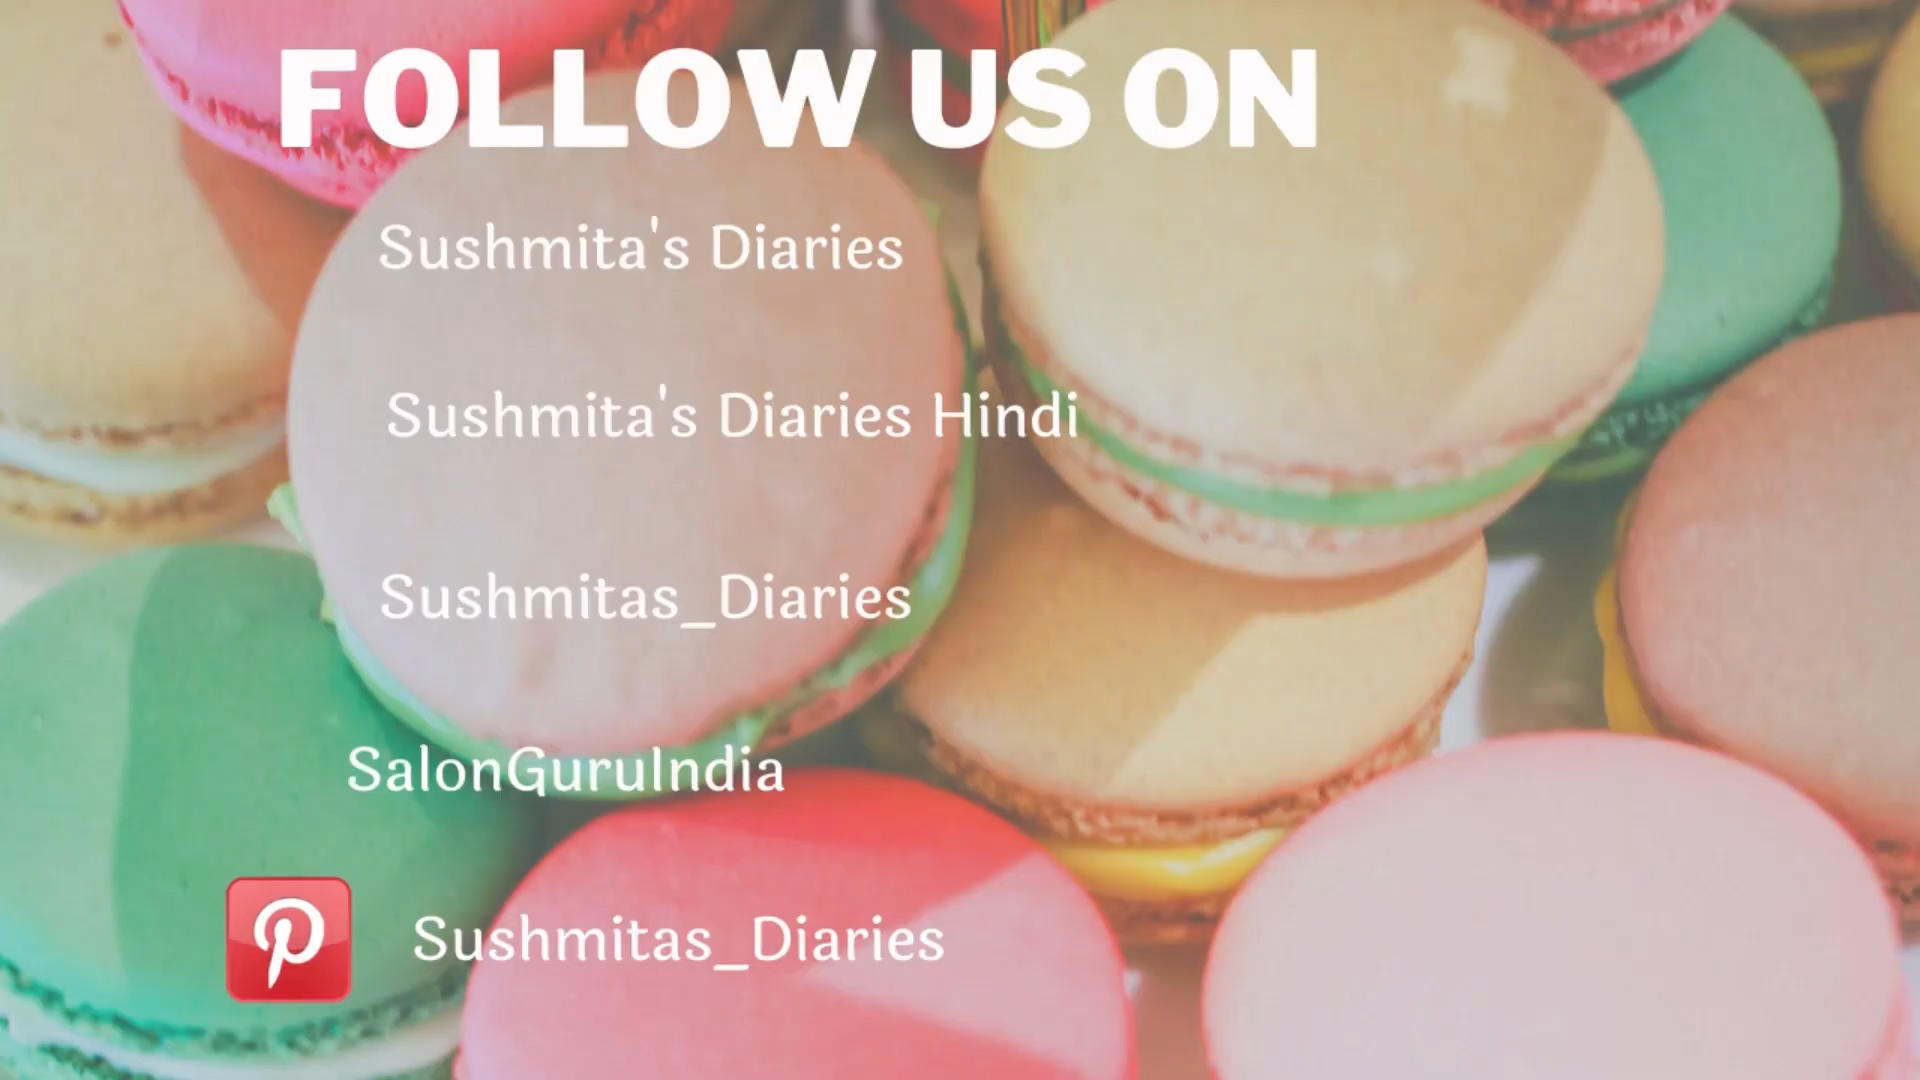 FOLLOW US ON
Sushmita's Diaries
Sushmita's Diaries Hindi
Sushmitas_Diaries
SalonGuruIndia
Sushmitas_Diaries